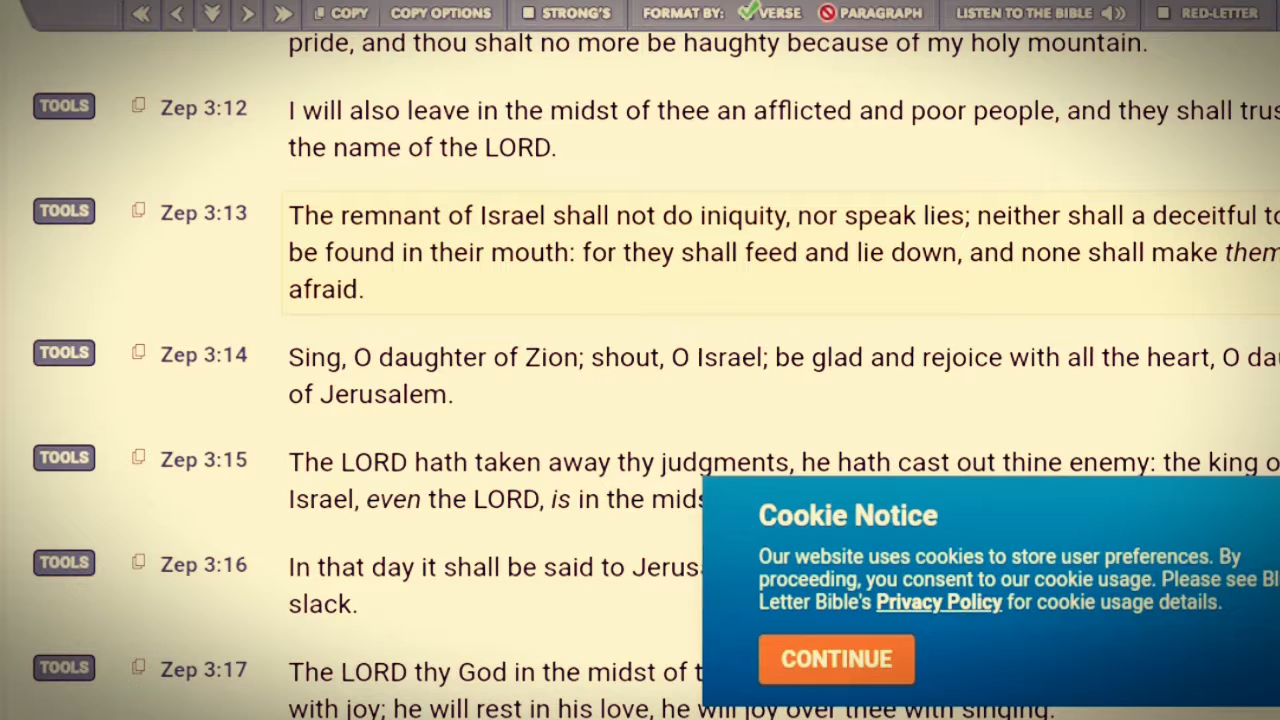 COPY COPY OPTIONS STRONG'S FORMAT BY: VERSE PARAGRAPH LISTEN TO THE BIBLE RED-LETTER
pride, and thou shalt no more be haughty because of my holy mountain.
TOOLS Zep 3:12 I will also leave in the midst of thee an afflicted and poor people, and they shall
the name of the LORD.
TOOLS Zep 3:13 The remnant of Israel shall not do iniquity, nor speak lies; neither shall a deceitful
be found in their mouth: for they shall feed and lie down, and none shall make them
afraid.
TOOLS Zep 3:14 Sing, O daughter of Zion; shout, O Israel; be glad and rejoice with all the heart, O
of Jerusalem.
TOOLS Zep 3:15 The LORD hath taken away thy judgments, he hath cast out thine enemy: the king
Israel, even the LORD, is in the
TOOLS Zep 3:16 In that day it shall be said to
slack.
TOOLS Zep 3:17 The LORD thy God in the midst of
with joy; he will rest in his love, he will joy over thee with singing.
Cookie Notice
Our website uses cookies to store user preferences. By
proceeding, you consent to our cookie usage. Please see
Letter Bible's Privacy Policy for cookie usage details.
CONTINUE